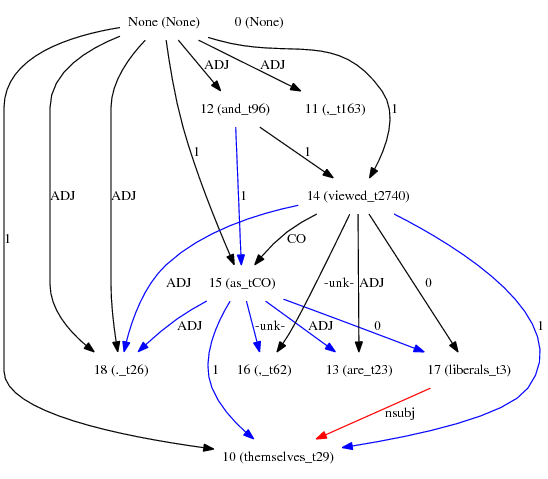 None (None) 0 (None)
ADJ ADJ
12 (and_t96) 11 (,_t163) 1
1 1 1
ADJ ADJ 14 (viewed_t2740)
1 CO
ADJ 15 (as_tCO) -unk- ADJ 0
ADJ -unk- ADJ 0 1
18 (._t26) 1 16 (,_t62) 13 (are_t23) 17 (liberals_t3)
nsubj
10 (themselves_t29)